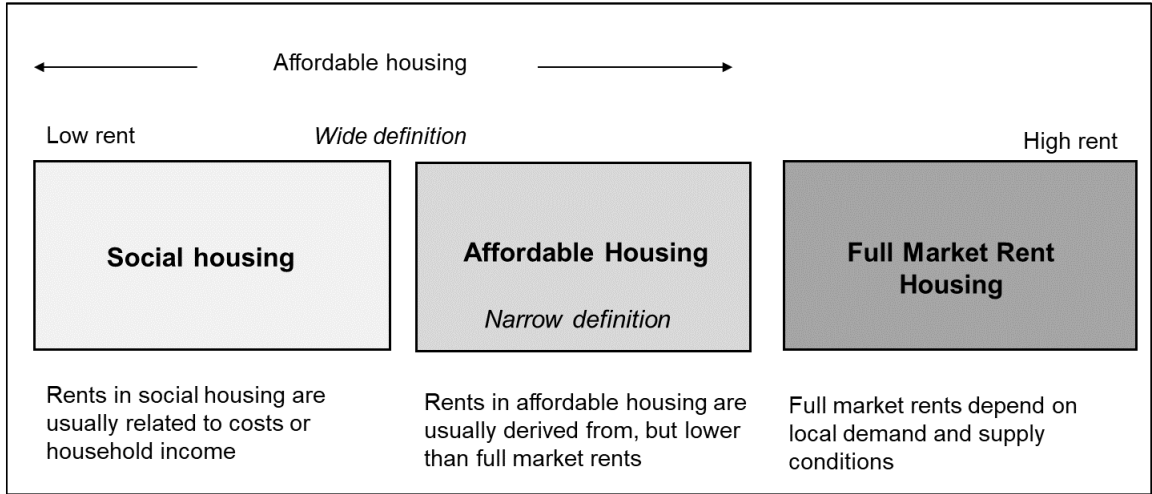 Affordable housing
Low rent
Wide definition
High rent
Social housing
Affordable Housing
Narrow definition
Full Market Rent
Housing
Rents in social housing are
usually related to costs or
household income
Rents in affordable housing are
usually derived from, but lower
than full market rents
Full market rents depend on
local demand and supply
conditions